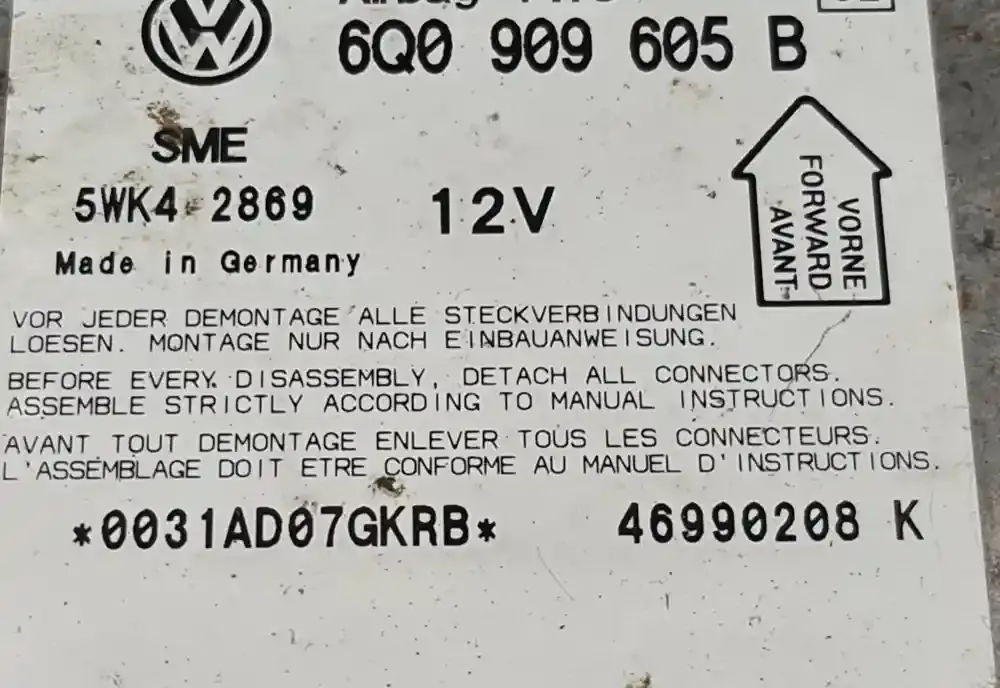 6Q0 909 605 B
SME
5WK4 2869
12V
Made in Germany
VORNE
FORWARD
AVANT
VOR JEDER DEMONTAGE ALLE STECKVERBINDUNGEN
LOESEN. MONTAGE NUR NACH EINBAUANWEISUNG.
BEFORE EVERY DISASSEMBLY, DETACH ALL CONNECTORS.
ASSEMBLE STRICTLY ACCORDING TO MANUAL INSTRUCTIONS.
AVANT TOUT DEMONTAGE ENLEVER TOUS LES CONNECTEURS.
L'ASSEMBLAGE DOIT ETRE CONFORME AU MANUEL D'INSTRUCTIONS.
*0031AD07GKRB*
46990208 K